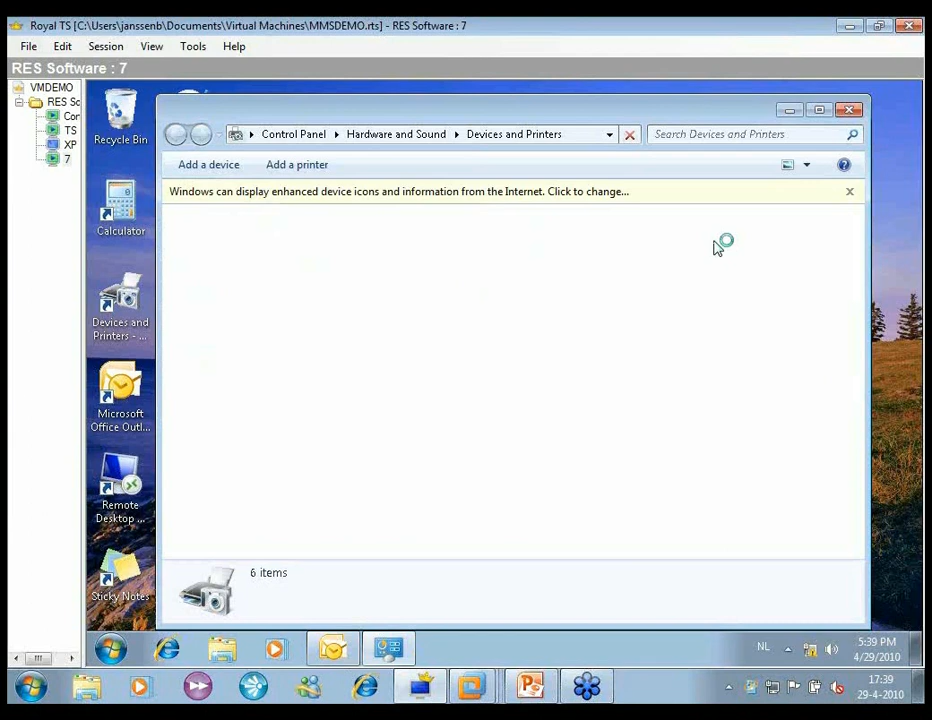 Royal TS [C:\Users\janssenb\Documents\Virtual Machines\MMSDEMO.rts] - RES Software : 7
File Edit Session View Tools Help
RES Software : 7
VMDEMO
RES Sc
Cor
TS
XP
7
Recycle Bin
Calculator
Devices and
Printers - ...
Microsoft
Office Outl...
Remote
Desktop ...
Sticky Notes
Control Panel Hardware and Sound Devices and Printers
Search Devices and Printers
Add a device Add a printer
Windows can display enhanced device icons and information from the Internet. Click to change...
6 items
NL
5:39 PM
4/29/2010
17:39
29-4-2010